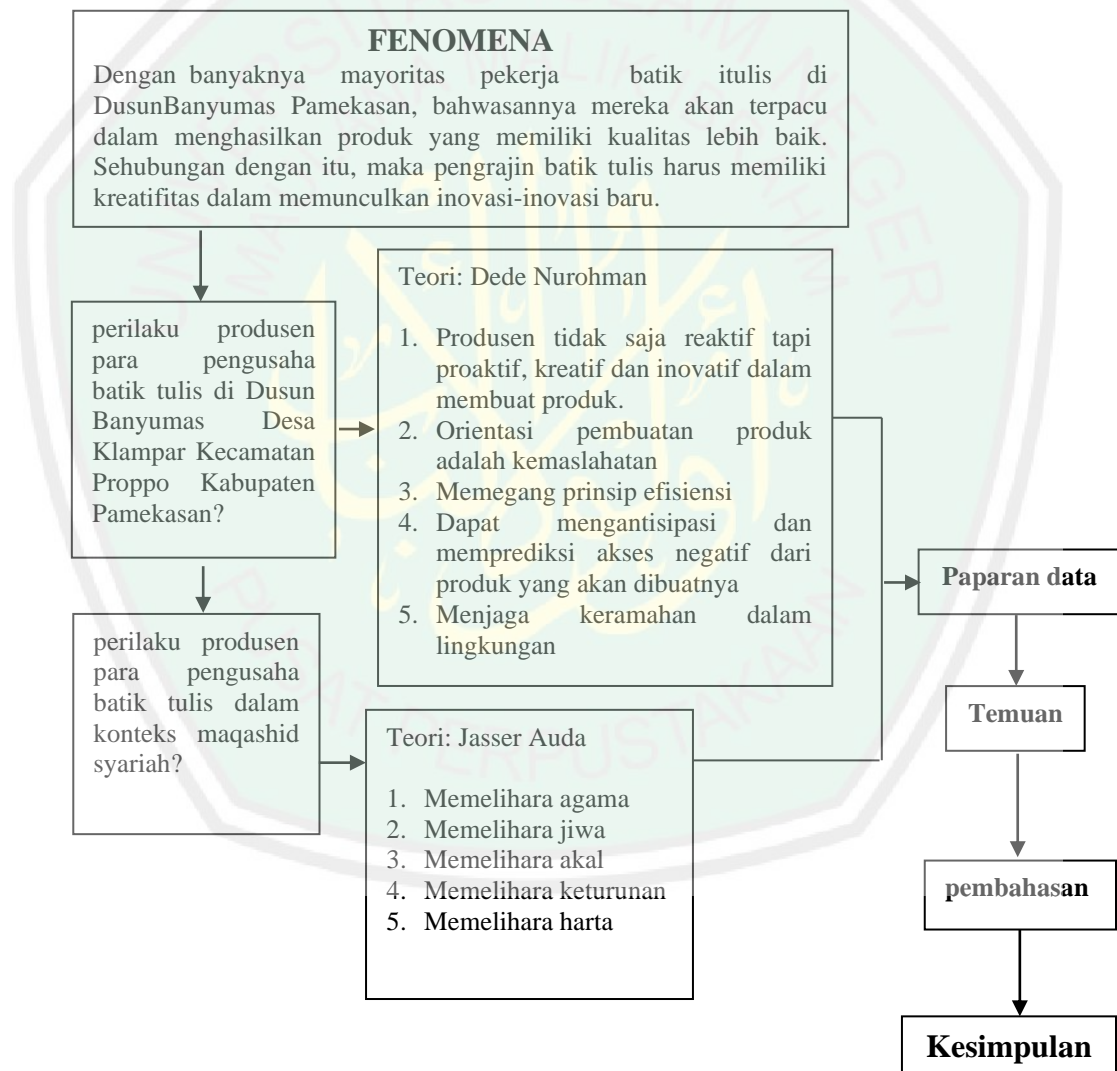 FENOMENA
Dengan banyaknya mayoritas pekerja batik itulis di
DusunBanyumas Pamekasan, bahwasannya mereka akan terpacu
dalam menghasilkan produk yang memiliki kualitas lebih baik.
Sehubungan dengan itu, maka pengrajin batik tulis harus memiliki
kreatifitas dalam memunculkan inovasi-inovasi baru.
perilaku produsen
para pengusaha
batik tulis di Dusun
Banyumas Desa
Klampar Kecamatan
Proppo Kabupaten
Pamekasan?
Teori: Dede Nurohman
1. Produsen tidak saja reaktif tapi
proaktif, kreatif dan inovatif dalam
membuat produk.
2. Orientasi pembuatan produk
adalah kemaslahatan
3. Memegang prinsip efisiensi
4. Dapat mengantisipasi dan
memprediksi akses negatif dari
produk yang akan dibuatnya
5. Menjaga keramahan dalam
lingkungan
perilaku produsen
para pengusaha
batik tulis dalam
konteks maqashid
syariah?
Teori: Jasser Auda
1. Memelihara agama
2. Memelihara jiwa
3. Memelihara akal
4. Memelihara keturunan
5. Memelihara harta
Paparan data
Temuan
pembahasan
Kesimpulan
PUSAT PERPUSTAKAAN